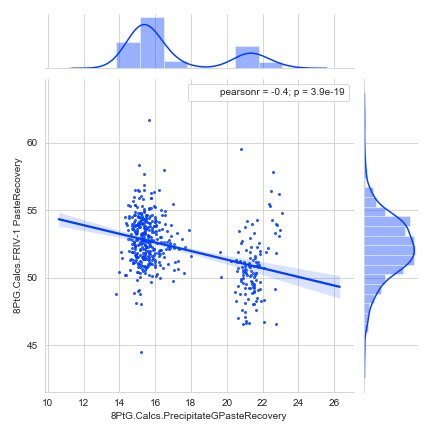 pearsonr = -0.4; p = 3.9e-19
60
55
50
45
8PtG.Calcs.FRIV-1 PasteRecovery
10 12 14 16 18 20 22 24 26
8PtG.Calcs.PrecipitateGPasteRecovery